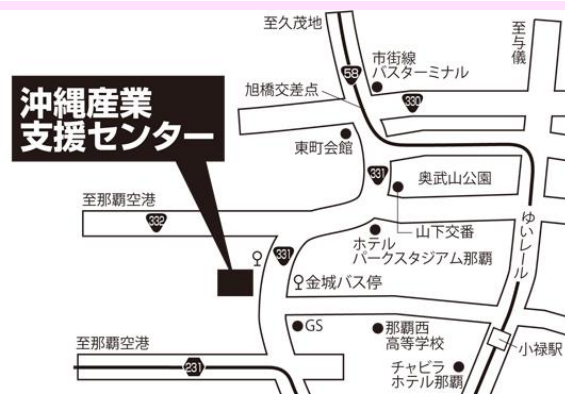 至久茂地
至与儀
市街線
バスターミナル
58
旭橋交差点
330
沖縄産業
支援センター
東町会館
331
奥武山公園
至那覇空港
332
山下交番
ゆいレール
ホテル
パークスタジアム那覇
331
金城バス停
GS
那覇西
高等学校
至那覇空港
小禄駅
231
チャビラ
ホテル那覇